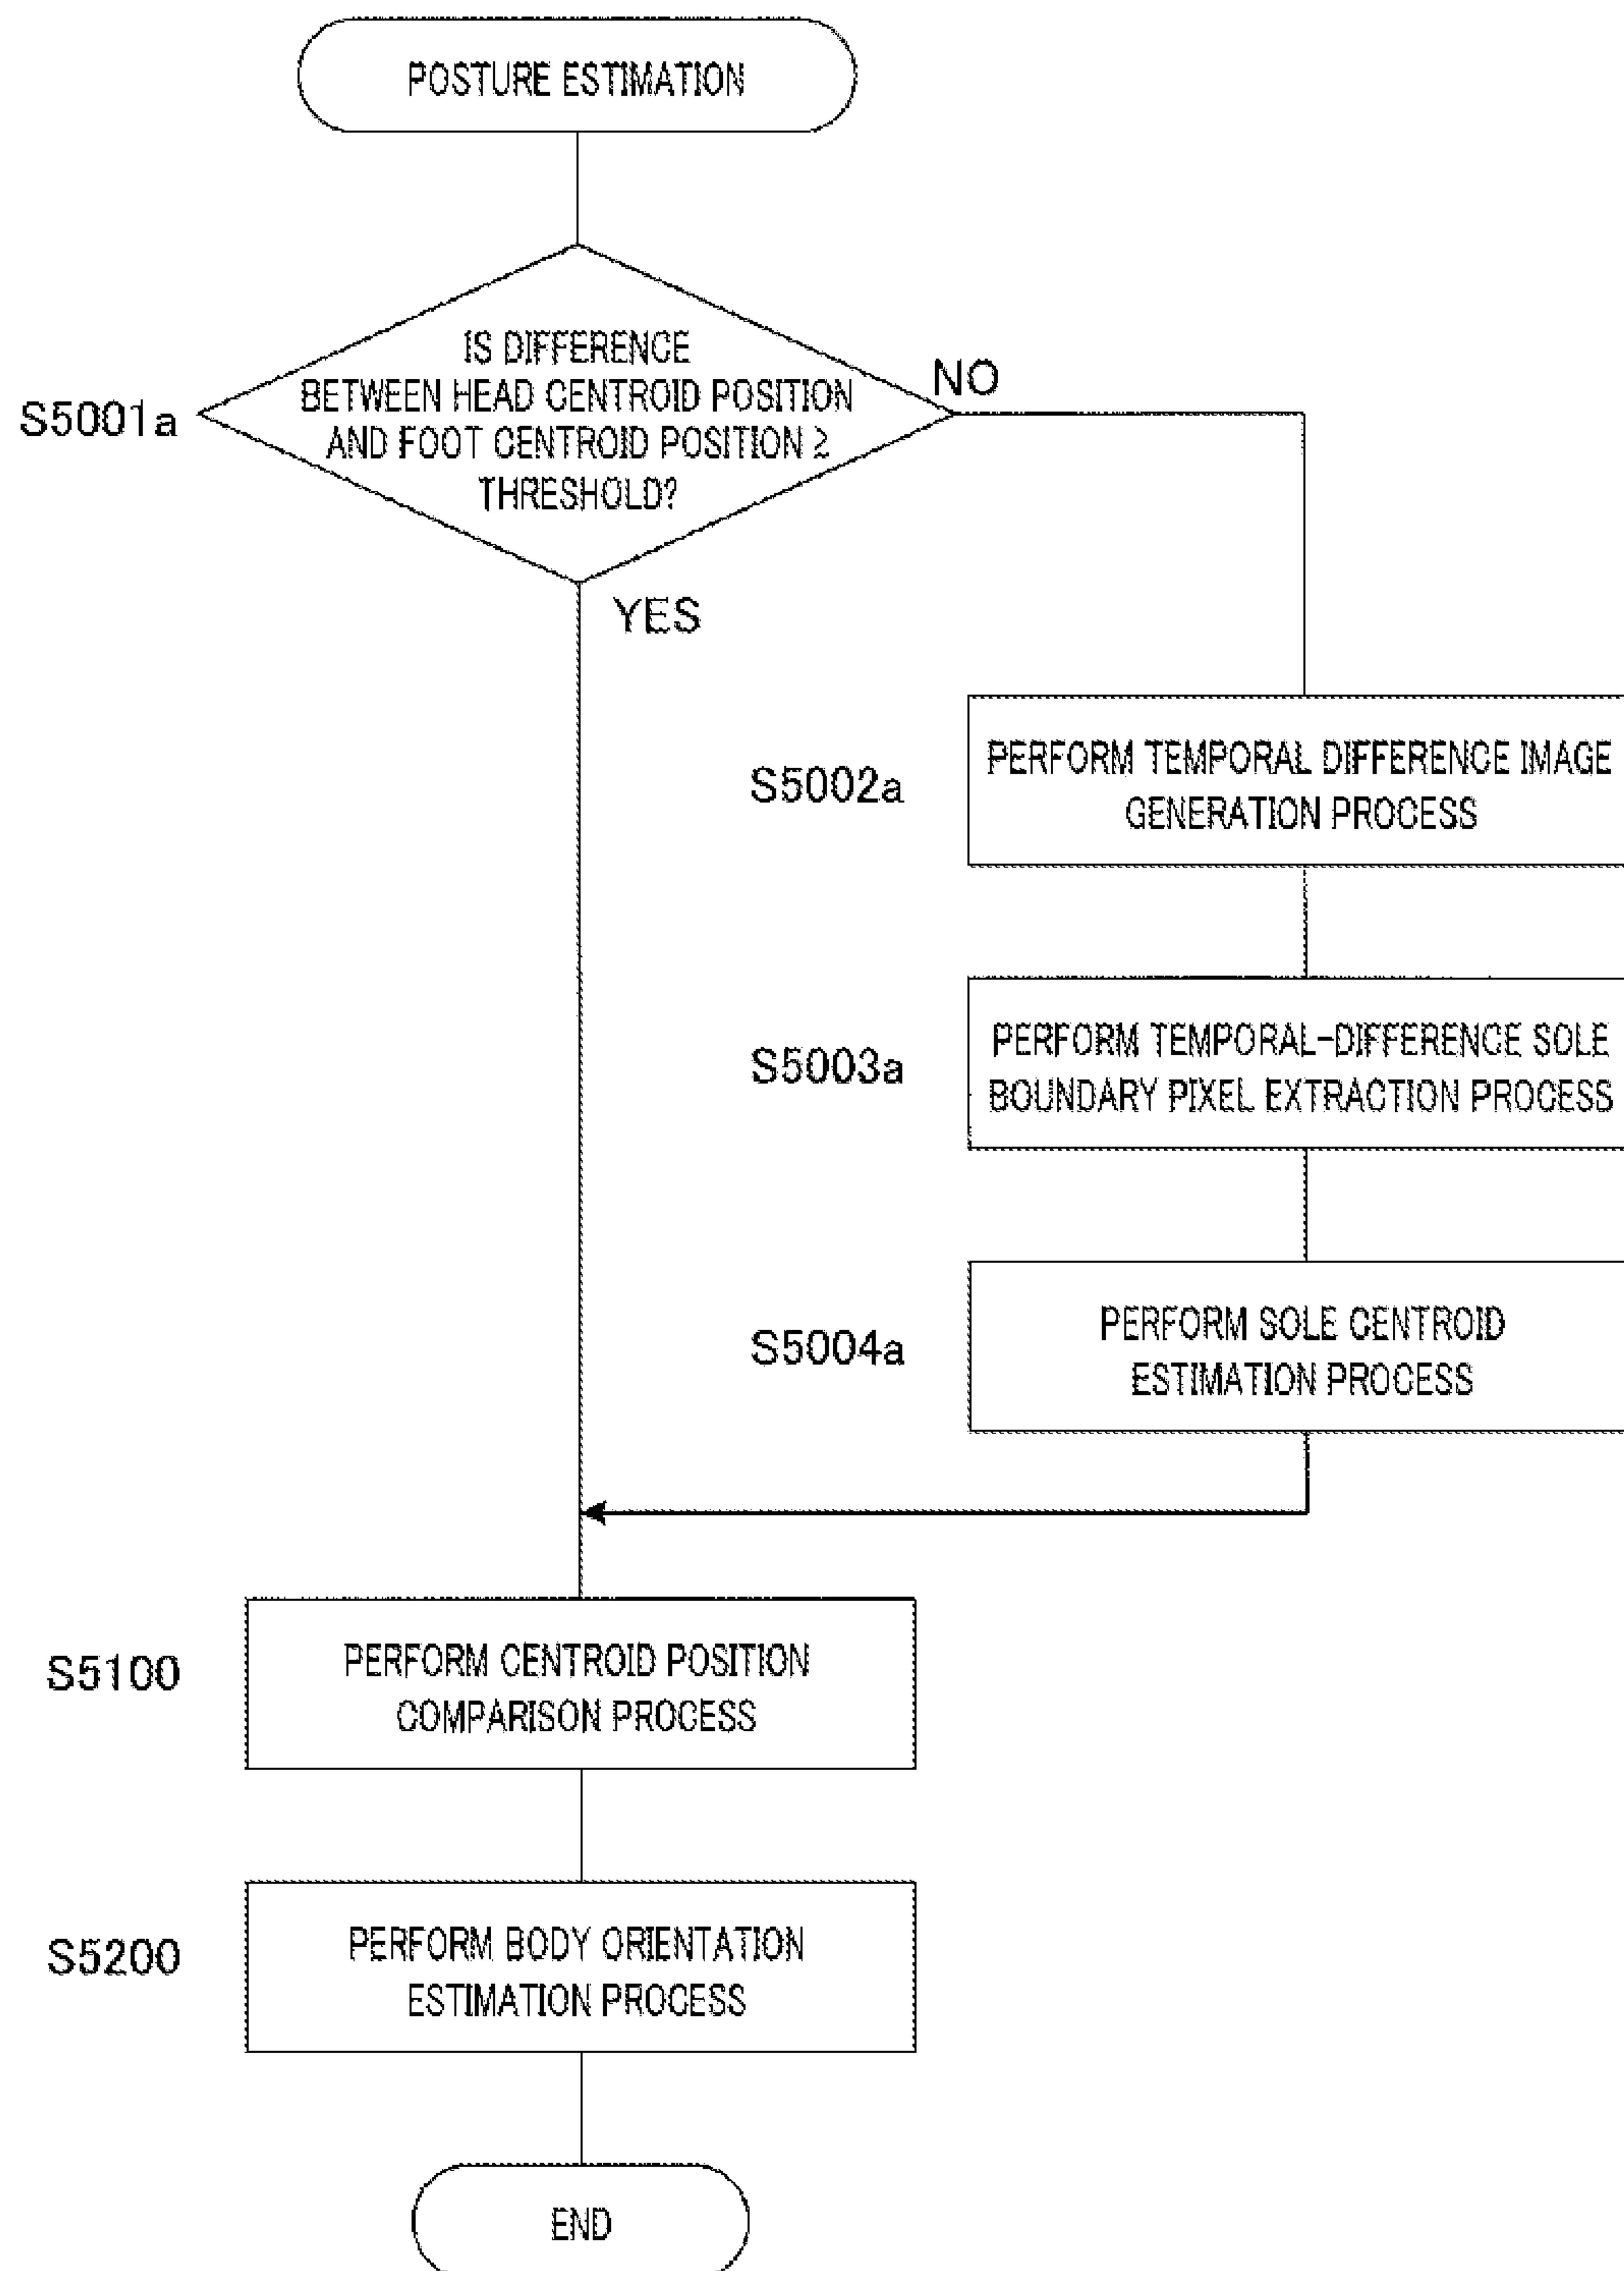 POSTURE ESTIMATION
IS DIFFERENCE
BETWEEN HEAD CENTROID POSITION
AND FOOT CENTROID POSITION ≥
THRESHOLD?
S5001a
NO
YES
S5002a
PERFORM TEMPORAL DIFFERENCE IMAGE
GENERATION PROCESS
S5003a
PERFORM TEMPORAL-DIFFERENCE SOLE
BOUNDARY PIXEL EXTRACTION PROCESS
S5004a
PERFORM SOLE CENTROID
ESTIMATION PROCESS
S5100
PERFORM CENTROID POSITION
COMPARISON PROCESS
S5200
PERFORM BODY ORIENTATION
ESTIMATION PROCESS
END